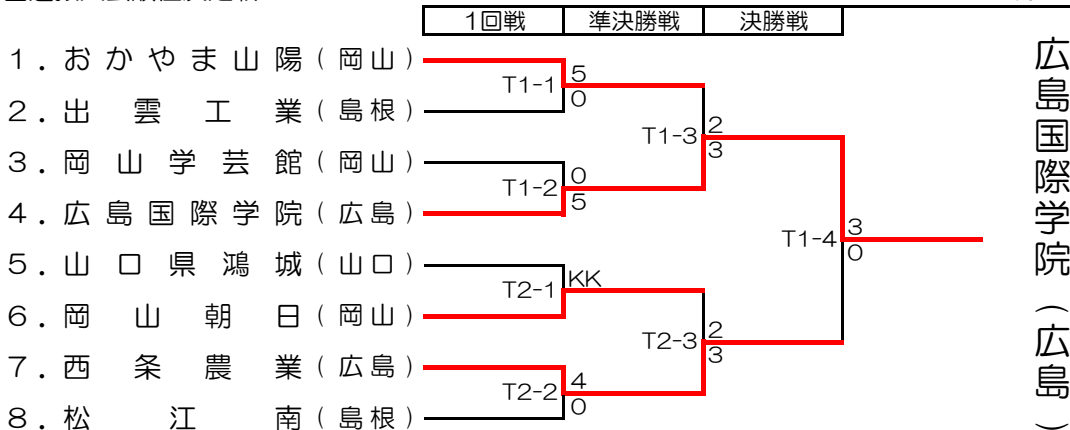 1回戦 準決勝戦 決勝戦
1．おかやま山陽（岡山）
2．出雲工業（島根）
3．岡山学芸館（岡山）
4．広島国際学院（広島）
5．山口県鴻城（山口）
6．岡山朝日（岡山）
7．西条農業（広島）
8．松江南（島根）
T1-1 5
0
T1-2 0
5
T2-1 KK
T2-2 4
0
T1-3 2
3
T2-3 2
3
T1-4 3
0
広島国際学院（広島）